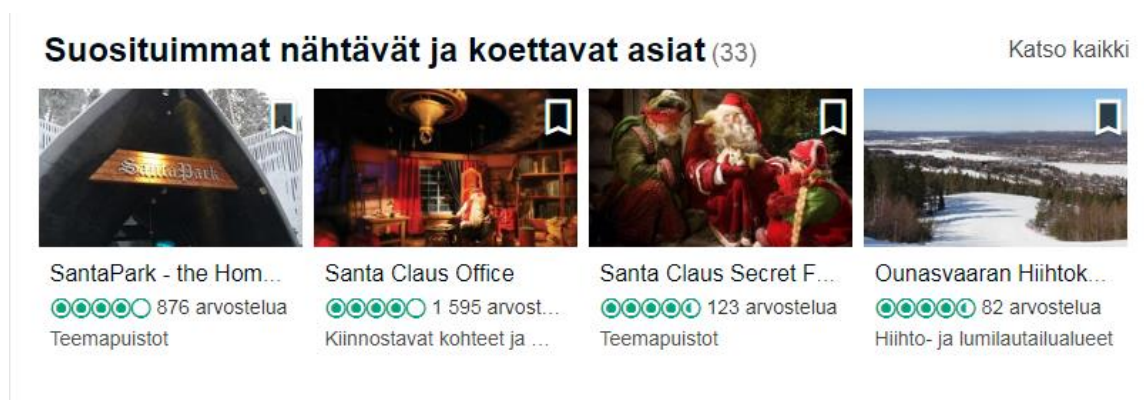 Suosituimmat nähtävät ja koettavat asiat (33)
Katso kaikki
SantaPark
SantaPark - the Hom...
876 arvostelua
Teemapuistot
Santa Claus Office
1 595 arvost...
Kiinnostavat kohteet ja ...
Santa Claus Secret F...
123 arvostelua
Teemapuistot
Ounasvaaran Hiihtok...
82 arvostelua
Hiihto- ja lumilautailualueet